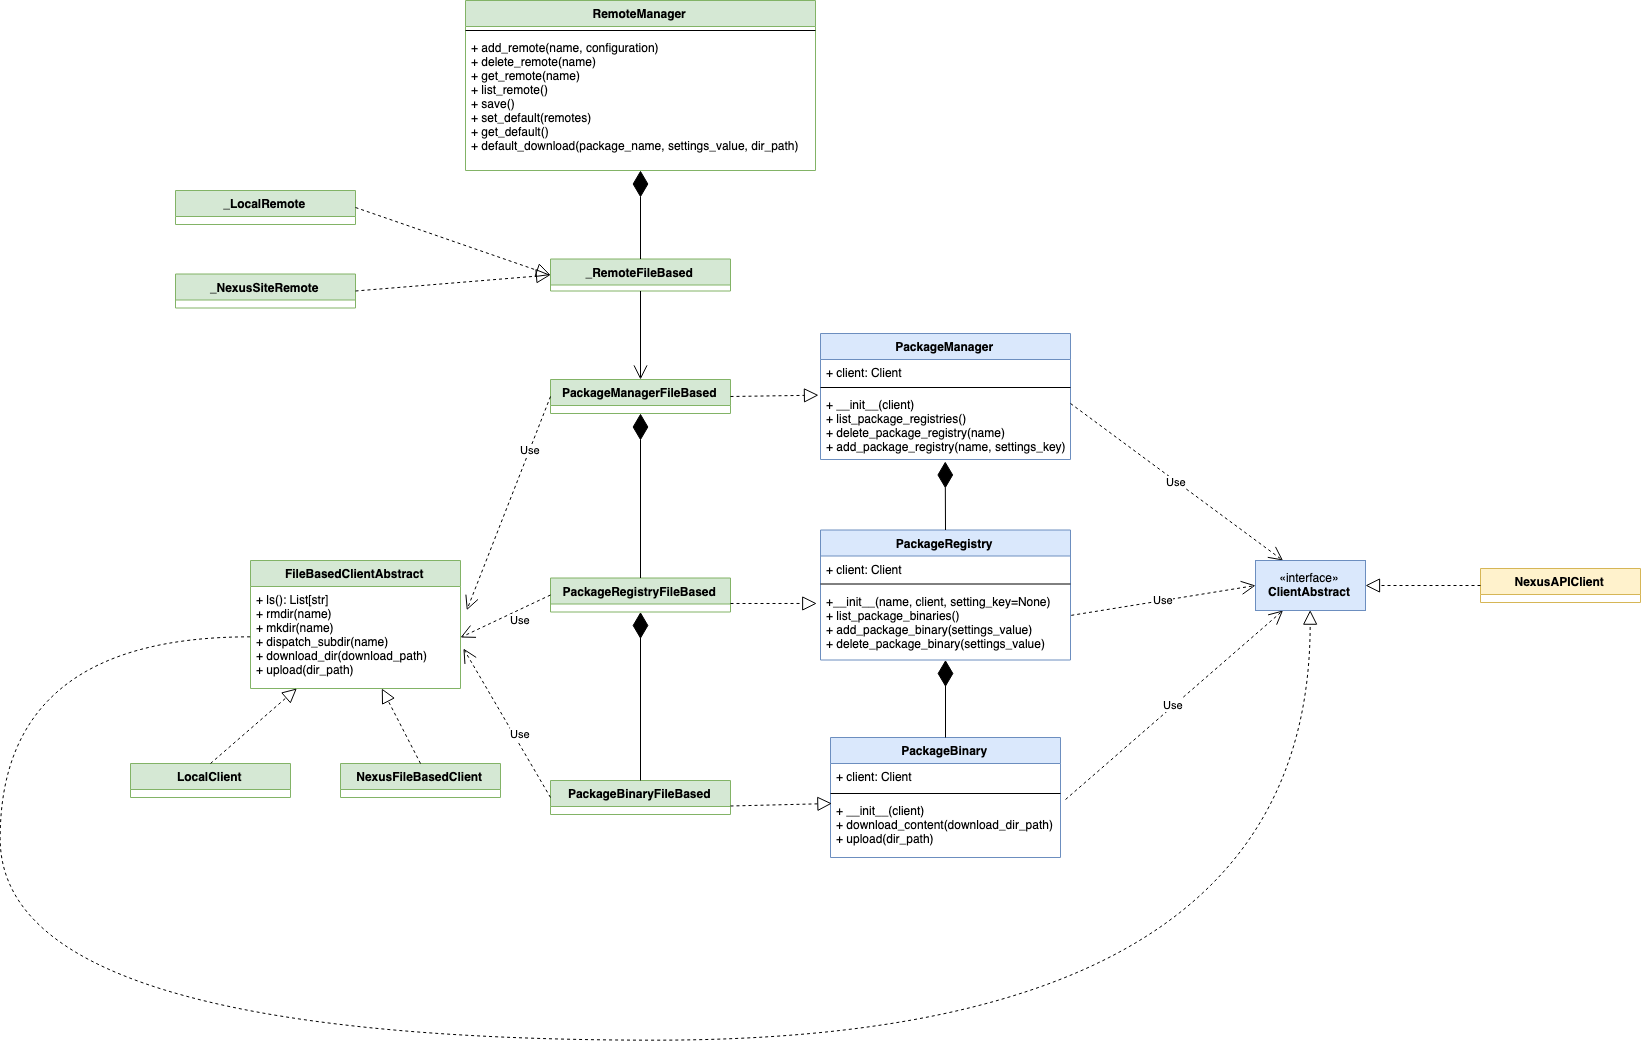 RemoteManager
+ add_remote(name, configuration)
+ delete_remote(name)
+ get_remote(name)
+ list_remote()
+ save()
+ set_default(remotes)
+ get_default()
+ default_download(package_name, settings_value, dir_path)
_LocalRemote
_RemoteFileBased
_NexusSiteRemote
PackageManager
+ client: Client
+ __init__(client)
+ list_package_registries()
+ delete_package_registry(name)
+ add_package_registry(name, settings_key)
PackageManagerFileBased
Use
Use
PackageRegistry
+ client: Client
+__init__(name, client, setting_key=None)
+ list_package_binaries()
+ add_package_binary(settings_value)
+ delete_package_binary(settings_value)
FileBasedClientAbstract
+ ls(): List[str]
+ rmdir(name)
+ mkdir(name)
+ dispatch_subdir(name)
+ download_dir(download_path)
+ upload(dir_path)
PackageRegistryFileBased
Use
Use
«interface»
ClientAbstract
NexusAPIClient
Use
Use
PackageBinary
+ client: Client
+ __init__(client)
+ download_content(download_dir_path)
+ upload(dir_path)
LocalClient
NexusFileBasedClient
PackageBinaryFileBased